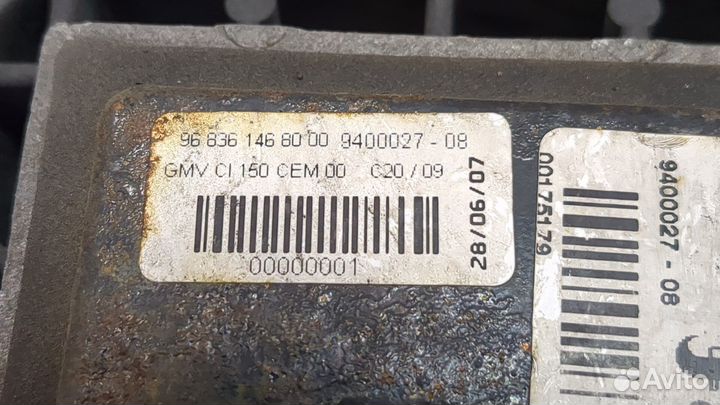 96 836 146 80 00 9400027 - 08
GMV CI 150 CEM 00 C20 / 09
00000001
28/06/07
00175179
9400027 - 08
Avito